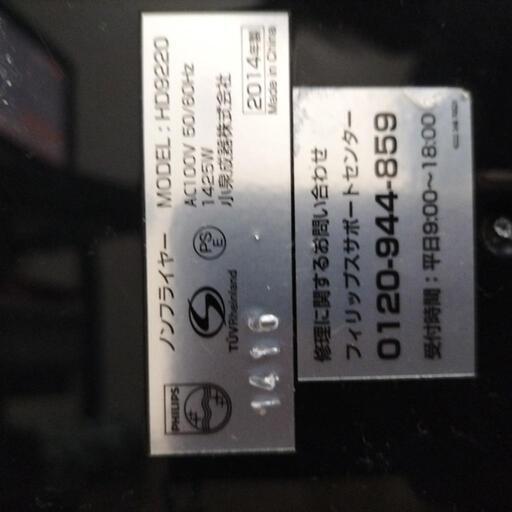 ノンフライヤー MODEL : HD9220
AC100V 50/60Hz
1425W
小泉成器株式会社
2014年製
Made in China
PS
E
TÜVRheinland
PHILIPS
1416
修理に関するお問い合わせ
フィリップスサポートセンター
0120-944-859
受付時間：平日9:00～18:00